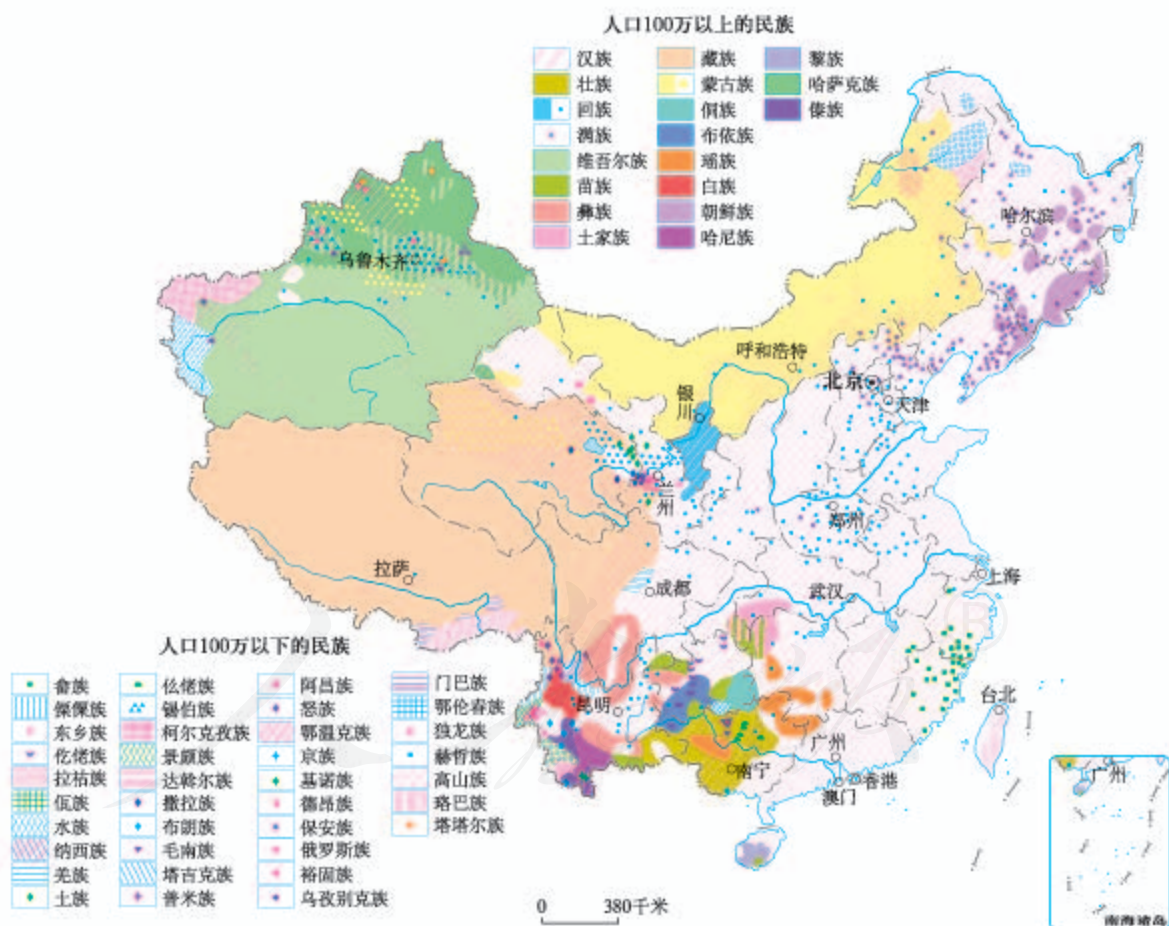 人口100万以上的民族
汉族 藏族 黎族
壮族 蒙古族 哈萨克族
回族 侗族 傣族
满族 布依族
维吾尔族 瑶族
苗族 白族
彝族 朝鲜族
土家族 哈尼族
哈尔滨
乌鲁木齐
呼和浩特
北京
银川
天津
兰州
郑州
拉萨
成都
武汉
上海
昆明
台北
广州
南宁
香港
澳门
人口100万以下的民族
畲族 仫佬族 阿昌族 门巴族
傈僳族 锡伯族 怒族 鄂伦春族
东乡族 柯尔克孜族 鄂温克族 独龙族
仡佬族 景颇族 京族 赫哲族
拉祜族 达斡尔族 基诺族 高山族
佤族 撒拉族 德昂族 珞巴族
水族 布朗族 保安族 塔塔尔族
纳西族 毛南族 俄罗斯族
羌族 塔吉克族 裕固族
土族 普米族 乌孜别克族
0 380千米
广州
南海诸岛